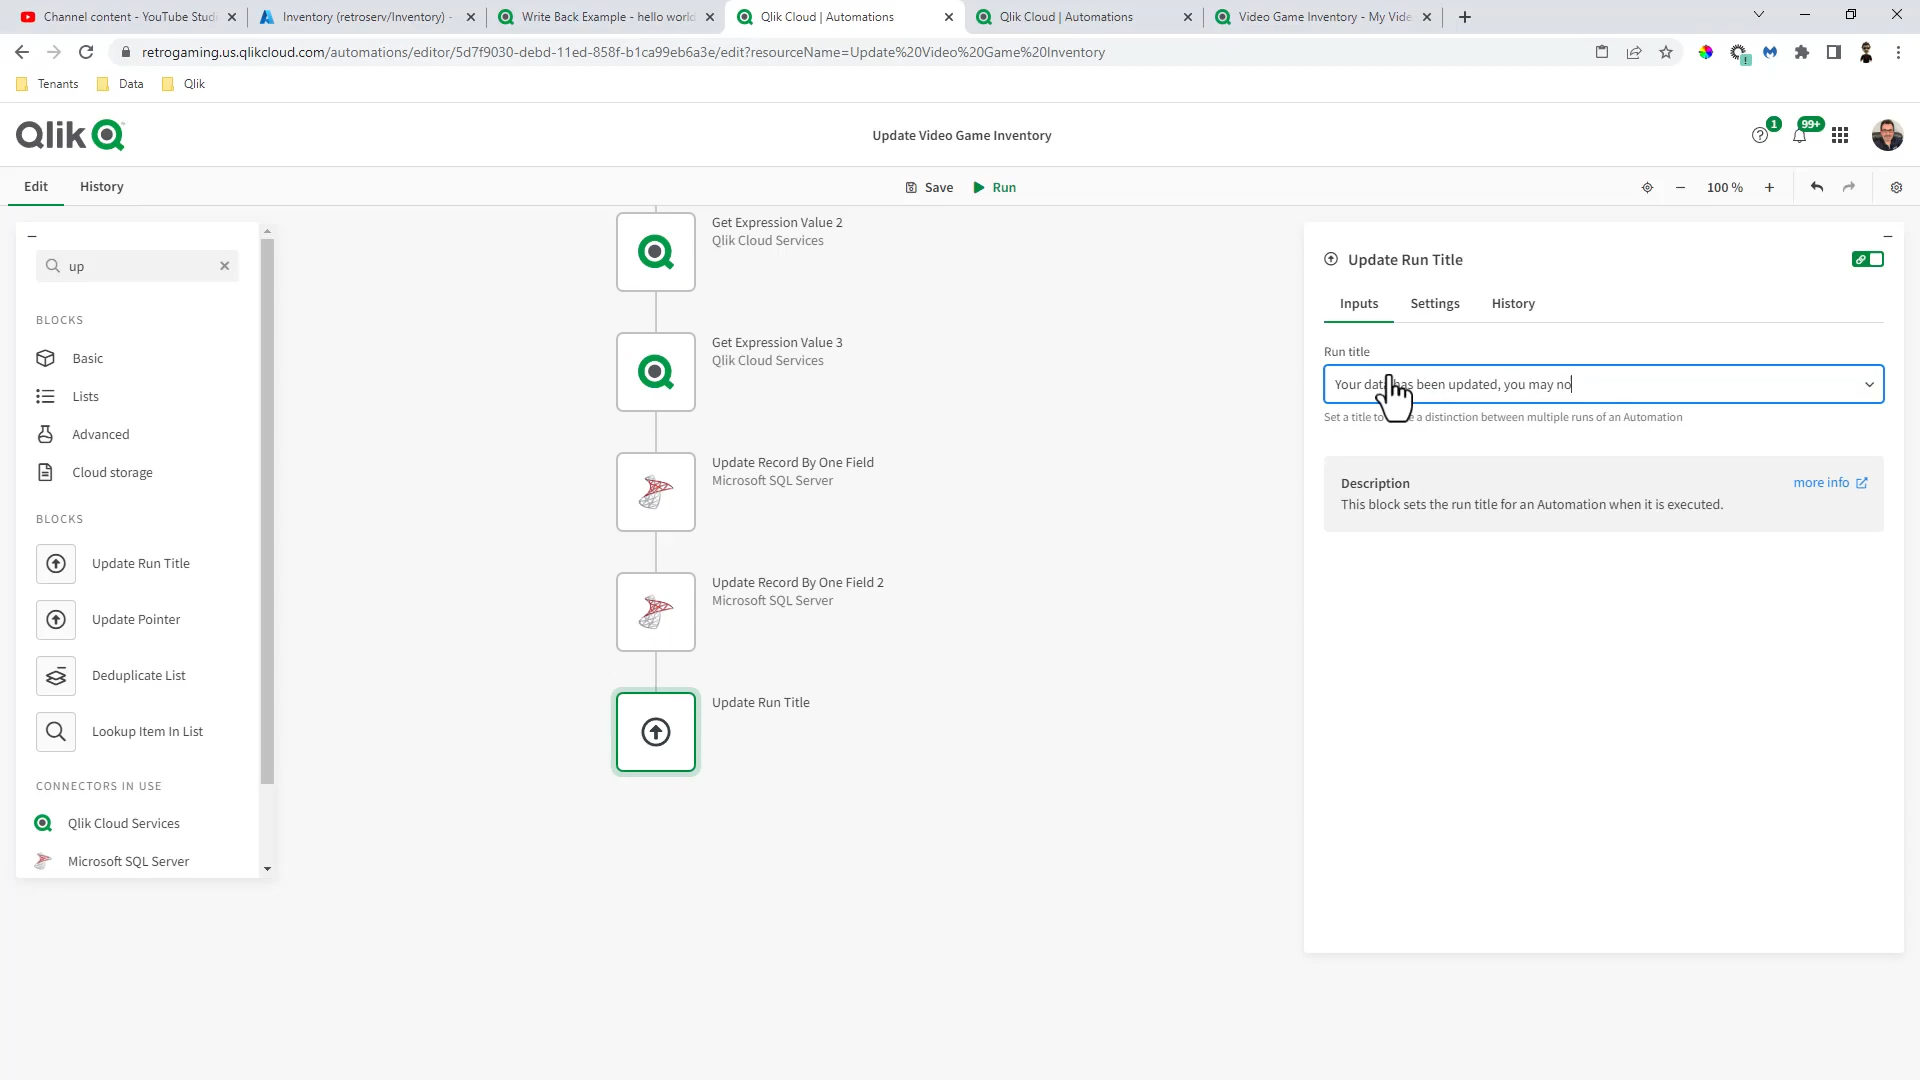 Channel content - YouTube Studi
Inventory (retroserv/Inventory) -
Write Back Example - hello world
Qlik Cloud | Automations
Qlik Cloud | Automations
Video Game Inventory - My Vide
retrogaming.us.qlikcloud.com/automations/editor/5d7f9030-debd-11ed-858f-b1ca99eb6a3e/edit?resourceName=Update%20Video%20Game%20Inventory
Tenants
Data
Qlik
Qlik
Update Video Game Inventory
1
99+
Edit
History
Save
Run
100 %
up
BLOCKS
Basic
Lists
Advanced
Cloud storage
BLOCKS
Update Run Title
Update Pointer
Deduplicate List
Lookup Item In List
CONNECTORS IN USE
Qlik Cloud Services
Microsoft SQL Server
Get Expression Value 2
Qlik Cloud Services
Get Expression Value 3
Qlik Cloud Services
Update Record By One Field
Microsoft SQL Server
Update Record By One Field 2
Microsoft SQL Server
Update Run Title
Update Run Title
Inputs
Settings
History
Run title
Your data has been updated, you may no
Set a title to a distinction between multiple runs of an Automation
Description
more info
This block sets the run title for an Automation when it is executed.